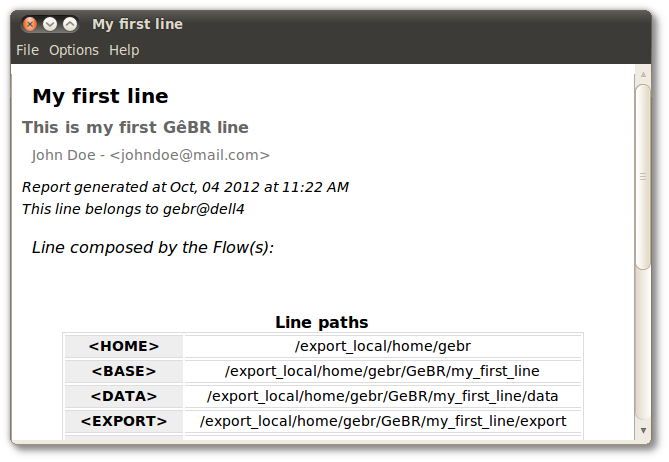 My first line
File Options Help
My first line
This is my first GêBR line
John Doe - <johndoe@mail.com>
Report generated at Oct, 04 2012 at 11:22 AM
This line belongs to gebr@dell4
Line composed by the Flow(s):
Line paths
<HOME> /export_local/home/gebr
<BASE> /export_local/home/gebr/GeBR/my_first_line
<DATA> /export_local/home/gebr/GeBR/my_first_line/data
<EXPORT> /export_local/home/gebr/GeBR/my_first_line/export